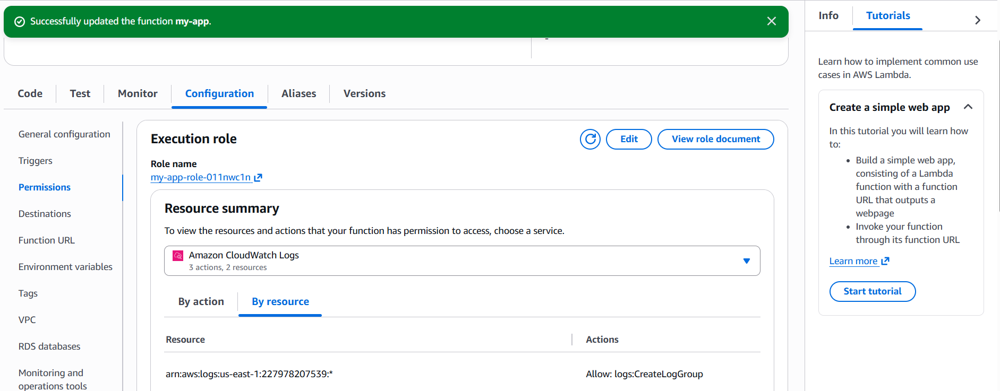 Successfully updated the function my-app.
Code
Test
Monitor
Configuration
Aliases
Versions
General configuration
Triggers
Permissions
Destinations
Function URL
Environment variables
Tags
VPC
RDS databases
Monitoring and
operations tools
Execution role
Edit
View role document
Role name
my-app-role-011nwc1n
Resource summary
To view the resources and actions that your function has permission to access, choose a service.
Amazon CloudWatch Logs
3 actions, 2 resources
By action
By resource
Resource
Actions
arn:aws:logs:us-east-1:227978207539:*
Allow: logs:CreateLogGroup
Info
Tutorials
Learn how to implement common use
cases in AWS Lambda.
Create a simple web app
In this tutorial you will learn how
to:
• Build a simple web app,
consisting of a Lambda
function with a function
URL that outputs a
webpage
• Invoke your function
through its function URL
Learn more
Start tutorial